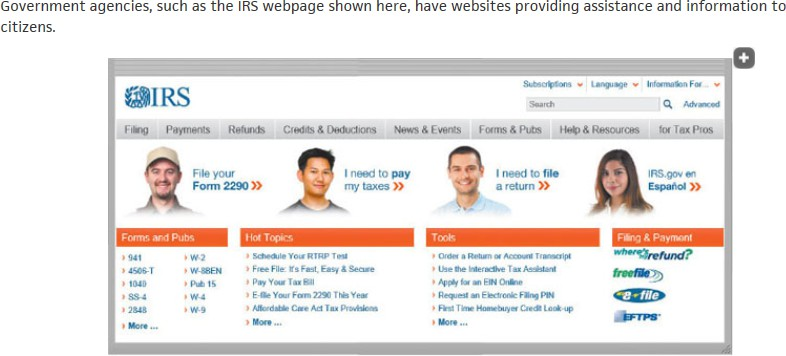 Government agencies, such as the IRS webpage shown here, have websites providing assistance and information to
citizens.
IRS
Subscriptions
Language
Information For...
Search
Advanced
Filing
Payments
Refunds
Credits & Deductions
News & Events
Forms & Pubs
Help & Resources
for Tax Pros
File your
Form 2290
I need to pay
my taxes
I need to file
a return
IRS.gov en
Español
Forms and Pubs
941
4506-T
1040
SS-4
2848
More ...
W-2
W-8BEN
Pub 15
W-4
W-9
Hot Topics
Schedule Your RTRP Test
Free File: It's Fast, Easy & Secure
Pay Your Tax Bill
E-file Your Form 2290 This Year
Affordable Care Act Tax Provisions
More ...
Tools
Order a Return or Account Transcript
Use the Interactive Tax Assistant
Apply for an EIN Online
Request an Electronic Filing PIN
First Time Homebuyer Credit Look-up
More ...
Filing & Payment
where's my refund?
freefile
e-file
EFTPS